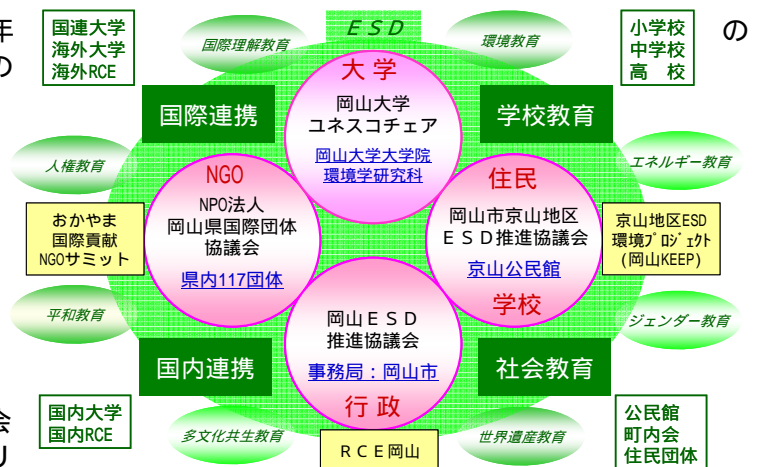 年
の
国連大学
海外大学
海外RCE
国際理解教育
ＥＳＤ
環境教育
小学校
中学校
高　校
の
大 学
岡山大学
ユネスコチェア
岡山大学大学院
環境学研究科
国際連携
学校教育
人権教育
エネルギー教育
NGO
NPO法人
岡山県国際団体
協議会
県内117団体
住民
岡山市京山地区
ＥＳＤ推進協議会
京山公民館
学校
おかやま
国際貢献
NGOサミット
京山地区ESD
環境ﾌﾟﾛｼﾞｪｸﾄ
(岡山KEEP)
平和教育
ジェンダー教育
岡山ＥＳＤ
推進協議会
事務局：岡山市
行 政
国内連携
社会教育
会
リ
国内大学
国内RCE
多文化共生教育
ＲＣＥ岡山
世界遺産教育
公民館
町内会
住民団体